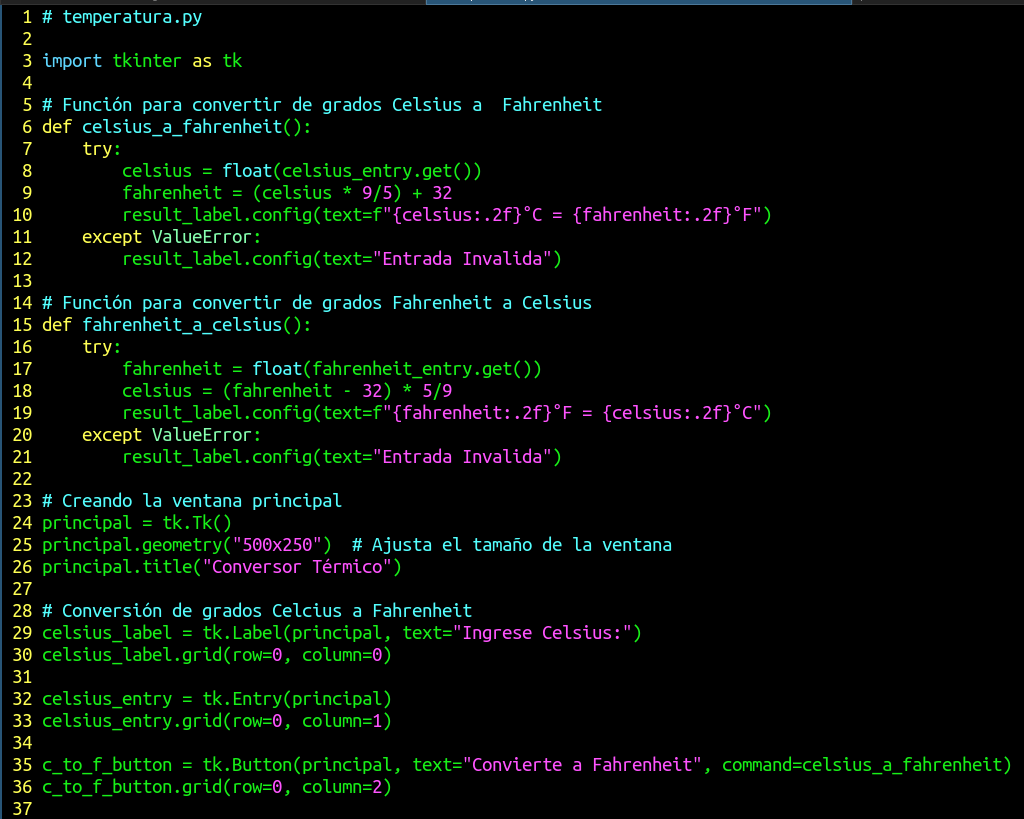 1 # temperatura.py
2
3 import tkinter as tk
4
5 # Función para convertir de grados Celsius a  Fahrenheit
6 def celsius_a_fahrenheit():
7     try:
8         celsius = float(celsius_entry.get())
9         fahrenheit = (celsius * 9/5) + 32
10         result_label.config(text=f"{celsius:.2f}°C = {fahrenheit:.2f}°F")
11     except ValueError:
12         result_label.config(text="Entrada Invalida")
13
14 # Función para convertir de grados Fahrenheit a Celsius
15 def fahrenheit_a_celsius():
16     try:
17         fahrenheit = float(fahrenheit_entry.get())
18         celsius = (fahrenheit - 32) * 5/9
19         result_label.config(text=f"{fahrenheit:.2f}°F = {celsius:.2f}°C")
20     except ValueError:
21         result_label.config(text="Entrada Invalida")
22
23 # Creando la ventana principal
24 principal = tk.Tk()
25 principal.geometry("500x250")  # Ajusta el tamaño de la ventana
26 principal.title("Conversor Térmico")
27
28 # Conversión de grados Celcius a Fahrenheit
29 celsius_label = tk.Label(principal, text="Ingrese Celsius:")
30 celsius_label.grid(row=0, column=0)
31
32 celsius_entry = tk.Entry(principal)
33 celsius_entry.grid(row=0, column=1)
34
35 c_to_f_button = tk.Button(principal, text="Convierte a Fahrenheit", command=celsius_a_fahrenheit)
36 c_to_f_button.grid(row=0, column=2)
37